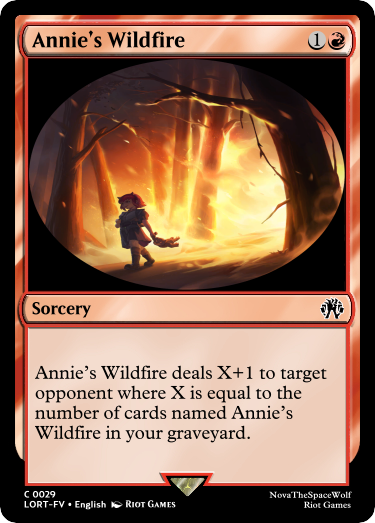 Annie's Wildfire 1
Sorcery
Annie's Wildfire deals X+1 to target
opponent where X is equal to the
number of cards named Annie's
Wildfire in your graveyard.
C 0029
LORT-FV • English Riot Games
NovaTheSpaceWolf
Riot Games